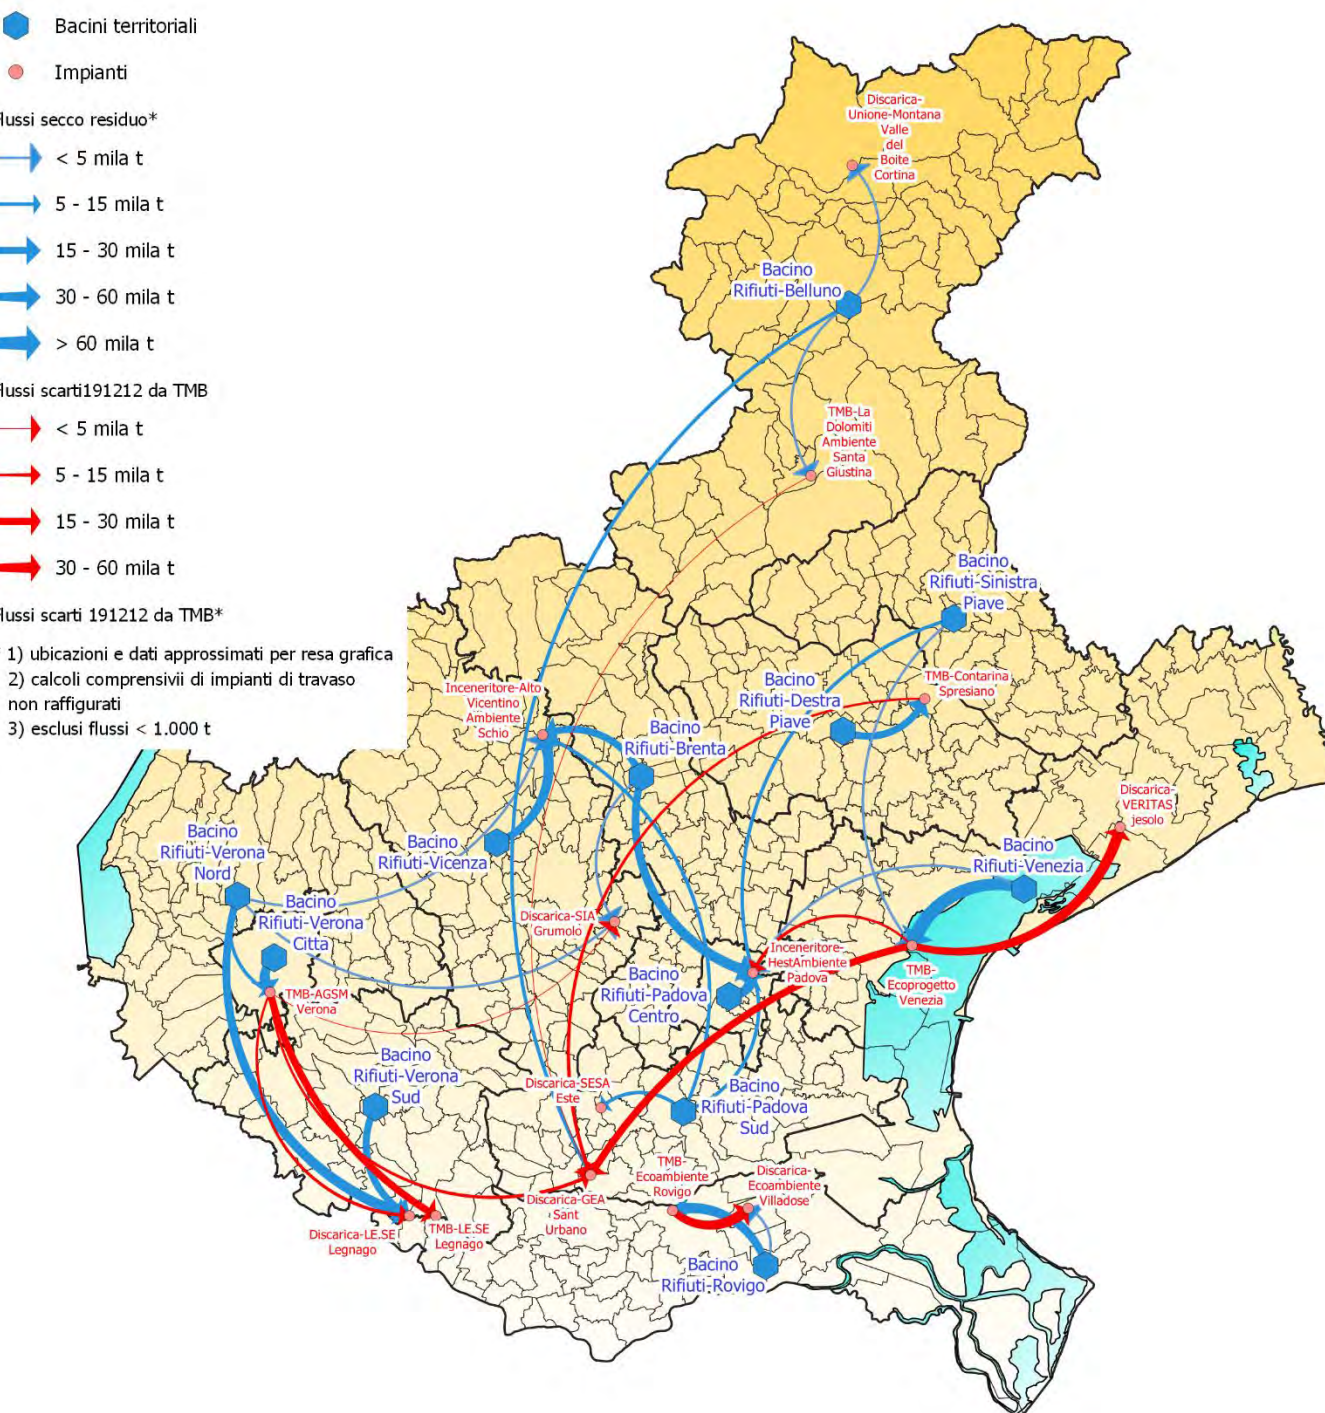 Bacini territoriali
Impianti
lussi secco residuo*
< 5 mila t
5 - 15 mila t
15 - 30 mila t
30 - 60 mila t
> 60 mila t
lussi scarti191212 da TMB
< 5 mila t
5 - 15 mila t
15 - 30 mila t
30 - 60 mila t
lussi scarti 191212 da TMB*
1) ubicazioni e dati approssimati per resa grafica
2) calcoli comprensivii di impianti di travaso
non raffigurati
3) esclusi flussi < 1.000 t
Discarica-
Unione-Montana
Valle
del
Boite
Cortina
Bacino
Rifiuti-Belluno
TMB-La
Dolomiti
Ambiente
Santa
Giustina
Bacino
Rifiuti-Sinistra
Piave
Bacino
Rifiuti-Destra
Piave
TMB-Contarina
Spresiano
Inceneritore-Alto
Vicentino
Ambiente
Schio
Bacino
Rifiuti-Brenta
Discarica-
VERITAS
jesolo
Bacino
Rifiuti-Verona
Nord
Bacino
Rifiuti-Vicenza
Bacino
Rifiuti-Venezia
Bacino
Rifiuti-Verona
Citta
Discarica-SIA
Grumolo
Inceneritore-
HestAmbiente
Padova
TMB-
Ecoprogetto
Venezia
Bacino
Rifiuti-Padova
Centro
TMB-AGSM
Verona
Bacino
Rifiuti-Verona
Sud
Discarica-SESA
Este
Bacino
Rifiuti-Padova
Sud
TMB-
Ecoambiente
Rovigo
Discarica-
Ecoambiente
Villadose
Discarica-GEA
Sant
Urbano
Discarica-LE.SE
Legnago
TMB-LE.SE
Legnago
Bacino
Rifiuti-Rovigo